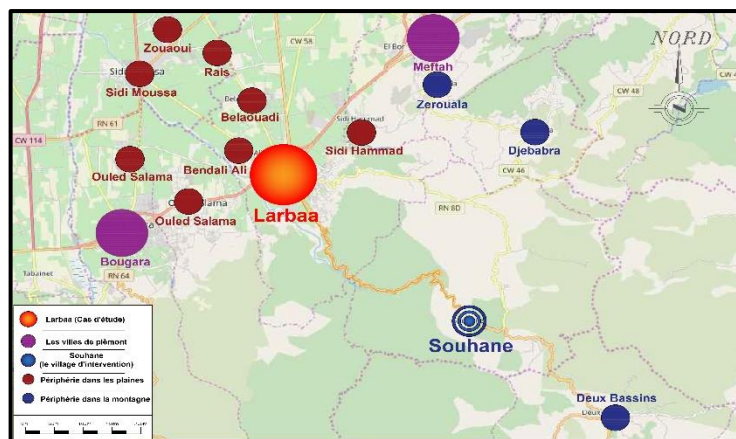 Zouaoui
CW 58
NORD
Rais
El Bor
Meftah
Sidi Moussa
Zerouala
CW 48
Belaouadi
RN 61
Sidi Hammad
Djebabra
CW 114
Bendali Ali
Sidi Hammad
Ouled Salama
CW 46
Larbaa
Ouled Salama
RN 8D
Bougara
Tabainet
RN 64
Souhane
Larbaa (Cas d'étude)
Les villes de piémont
Souhane
(le village d'intervention)
Périphérie dans les plaines
Périphérie dans la montagne
Deux Bassins